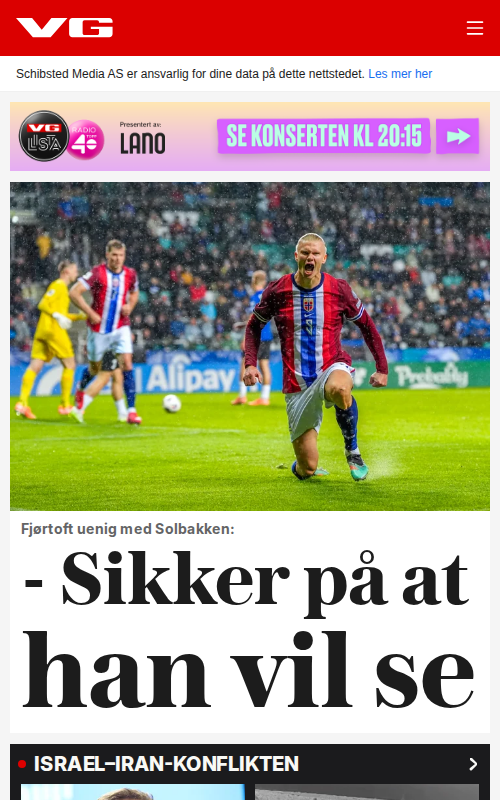 VG
Schibsted Media AS er ansvarlig for dine data på dette nettstedet. Les mer her
VG
LISTA
RADIO
TOPP
40
Presentert av:
LANO
SE KONSERTEN KL 20:15
Alipay
Probably
Fjørtoft uenig med Solbakken:
- Sikker på at
han vil se
ISRAEL–IRAN-KONFLIKTEN